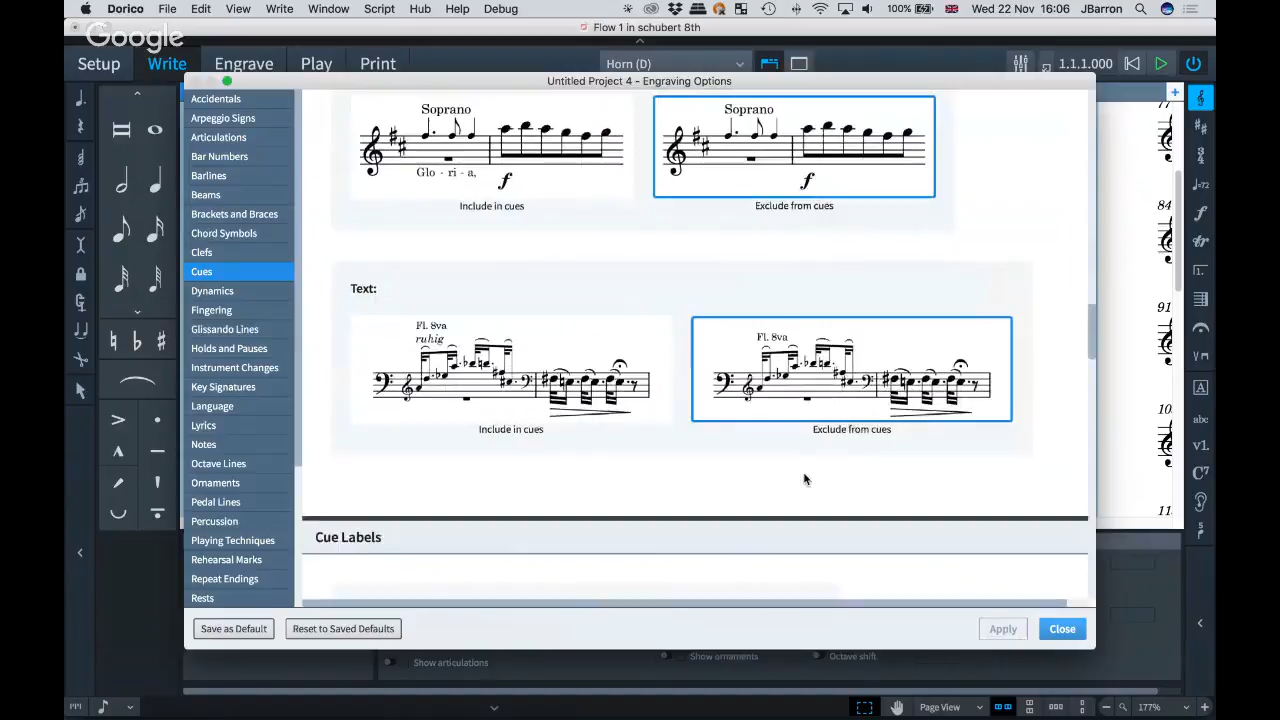 Dorico File Edit Write View Window Script Hub Help Debug 100% Wed 22 Nov 16:06 JBarron
Flow 1 in schubert 8th
Google
Setup Write Engrave Play Print Horn (D) 1.1.1.000
Untitled Project 4 - Engraving Options
Accidentals
Arpeggio Signs
Articulations
Bar Numbers
Barlines
Beams
Brackets and Braces
Chord Symbols
Clefs
Cues
Dynamics
Fingering
Glissando Lines
Holds and Pauses
Instrument Changes
Key Signatures
Language
Lyrics
Notes
Octave Lines
Ornaments
Pedal Lines
Percussion
Playing Techniques
Rehearsal Marks
Repeat Endings
Rests
Soprano
Glo - ri - a,
f
Include in cues
Soprano
f
Exclude from cues
Text:
Fl. 8va
ruhig
Include in cues
Fl. 8va
Exclude from cues
Cue Labels
Save as Default Reset to Saved Defaults Apply Close
Show articulations Show ornaments Octave shift
84
91
Page View 177%